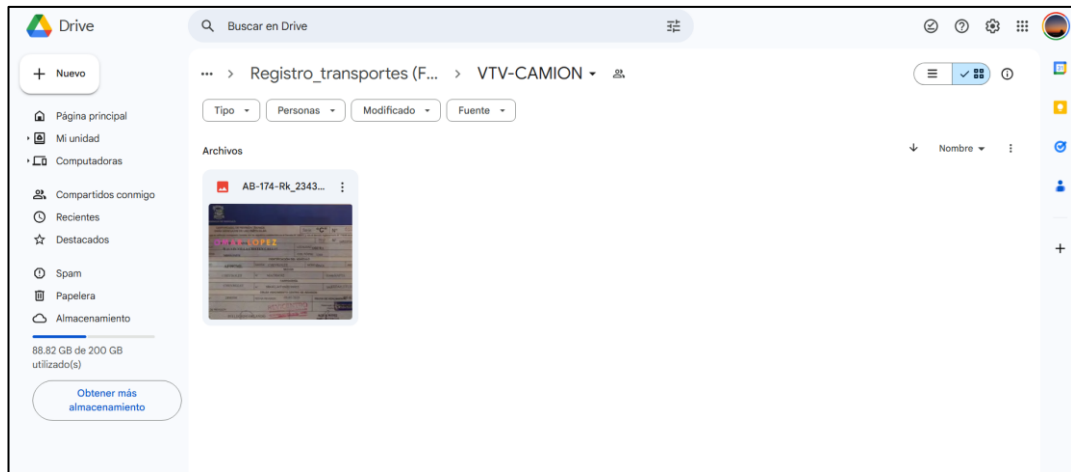 Drive
Buscar en Drive
Nuevo
Página principal
Mi unidad
Computadoras
Compartidos conmigo
Recientes
Destacados
Spam
Papelera
Almacenamiento
88.82 GB de 200 GB
utilizado(s)
Obtener más
almacenamiento
... > Registro_transportes (F... > VTV-CAMION
Tipo Personas Modificado Fuente
Archivos
Nombre
AB-174-Rk_2343...
"C"
OMAR LOPEZ